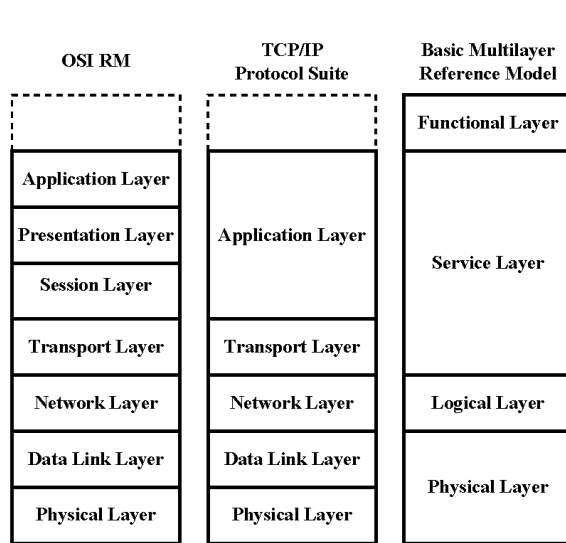 OSI RM
Application Layer
Presentation Layer
Session Layer
Transport Layer
Network Layer
Data Link Layer
Physical Layer
TCP/IP
Protocol Suite
Application Layer
Transport Layer
Network Layer
Data Link Layer
Physical Layer
Basic Multilayer
Reference Model
Functional Layer
Service Layer
Logical Layer
Physical Layer